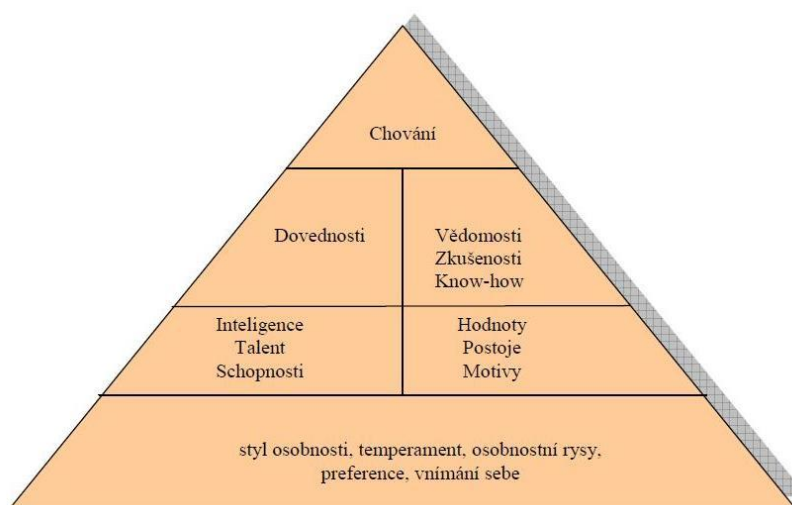 Chování
Dovednosti
Vědomosti
Zkušenosti
Know-how
Inteligence
Talent
Schopnosti
Hodnoty
Postoje
Motivy
styl osobnosti, temperament, osobnostní rysy,
preference, vnímání sebe